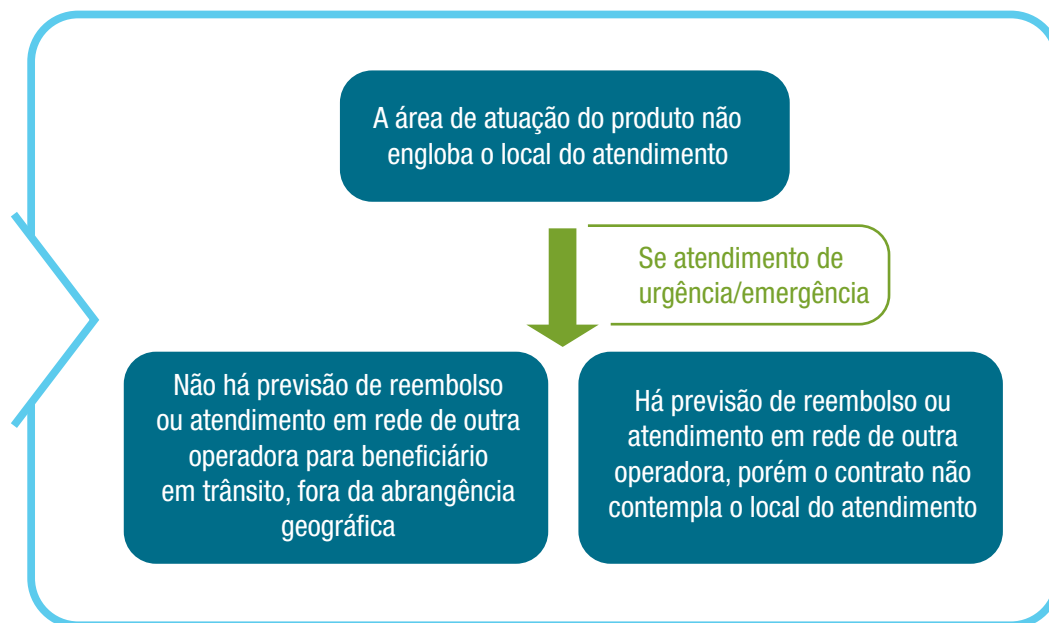 A área de atuação do produto não
engloba o local do atendimento
Se atendimento de
urgência/emergência
Não há previsão de reembolso
ou atendimento em rede de outra
operadora para beneficiário
em trânsito, fora da abrangência
geográfica
Há previsão de reembolso ou
atendimento em rede de outra
operadora, porém o contrato não
contempla o local do atendimento